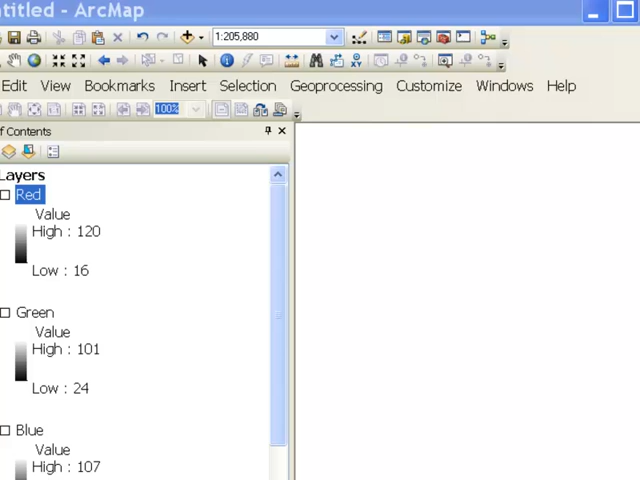 ntitled - ArcMap
1:205,880
Edit View Bookmarks Insert Selection Geoprocessing Customize Windows Help
100%
f Contents
Layers
Red
Value
High : 120
Low : 16
Green
Value
High : 101
Low : 24
Blue
Value
High : 107